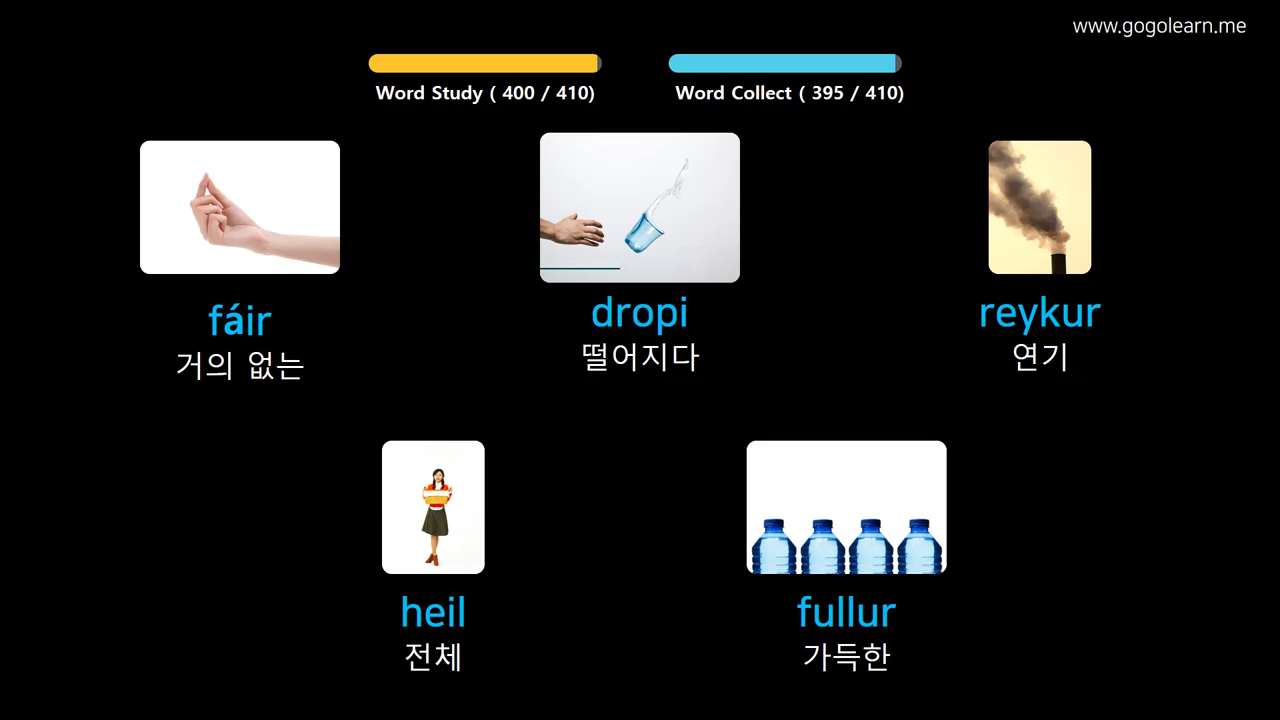 www.gogolearn.me
Word Study ( 400 / 410)
Word Collect ( 395 / 410)
fáir
거의 없는
dropi
떨어지다
reykur
연기
heil
전체
fullur
가득한